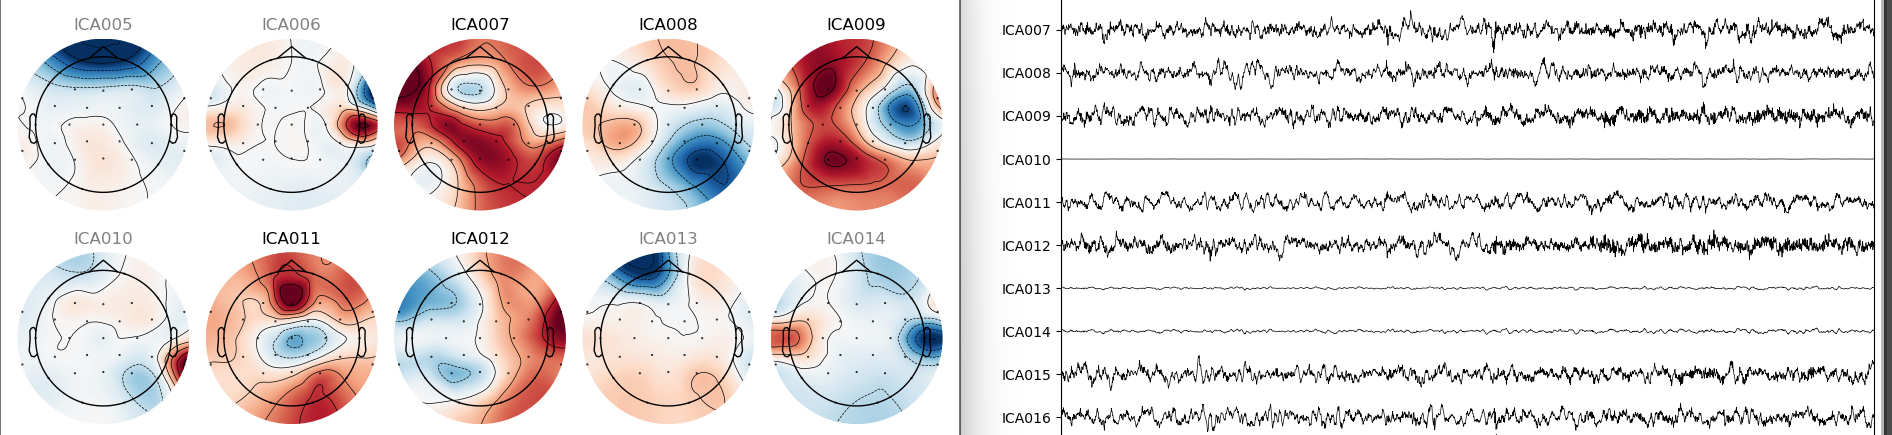 ICA005 ICA006 ICA007 ICA008 ICA009
ICA010 ICA011 ICA012 ICA013 ICA014
ICA007
ICA008
ICA009
ICA010
ICA011
ICA012
ICA013
ICA014
ICA015
ICA016